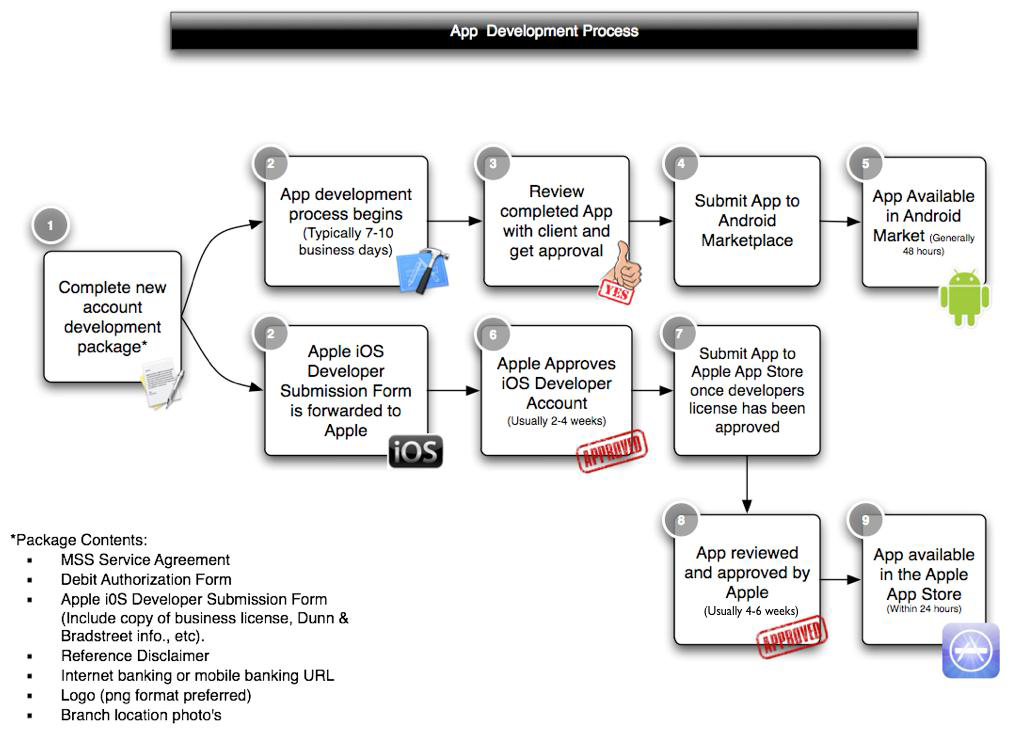 App Development Process
1
Complete new
account
development
package*
2
App development
process begins
(Typically 7-10
business days)
3
Review
completed App
with client and
get approval
YES
4
Submit App to
Android
Marketplace
5
App Available
in Android
Market (Generally
48 hours)
2
Apple iOS
Developer
Submission Form
is forwarded to
Apple
iOS
6
Apple Approves
iOS Developer
Account
(Usually 2-4 weeks)
APPROVED
7
Submit App to
Apple App Store
once developers
license has been
approved
8
App reviewed
and approved by
Apple
(Usually 4-6 weeks)
APPROVED
9
App available
in the Apple
App Store
(Within 24 hours)
*Package Contents:
▪ MSS Service Agreement
▪ Debit Authorization Form
▪ Apple i0S Developer Submission Form
(Include copy of business license, Dunn &
Bradstreet info., etc).
▪ Reference Disclaimer
▪ Internet banking or mobile banking URL
▪ Logo (png format preferred)
▪ Branch location photo's